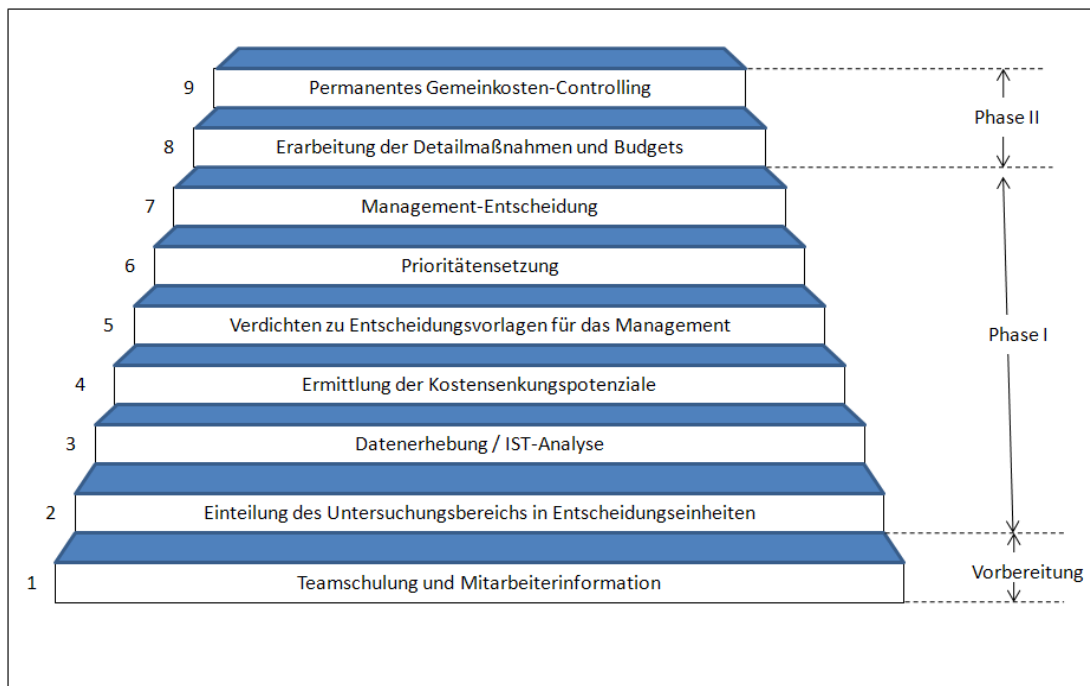 9 Permanentes Gemeinkosten-Controlling
Phase II
8 Erarbeitung der Detailmaßnahmen und Budgets
7 Management-Entscheidung
6 Prioritätensetzung
5 Verdichten zu Entscheidungsvorlagen für das Management
Phase I
4 Ermittlung der Kostensenkungspotenziale
3 Datenerhebung / IST-Analyse
2 Einteilung des Untersuchungsbereichs in Entscheidungseinheiten
Vorbereitung
1 Teamschulung und Mitarbeiterinformation